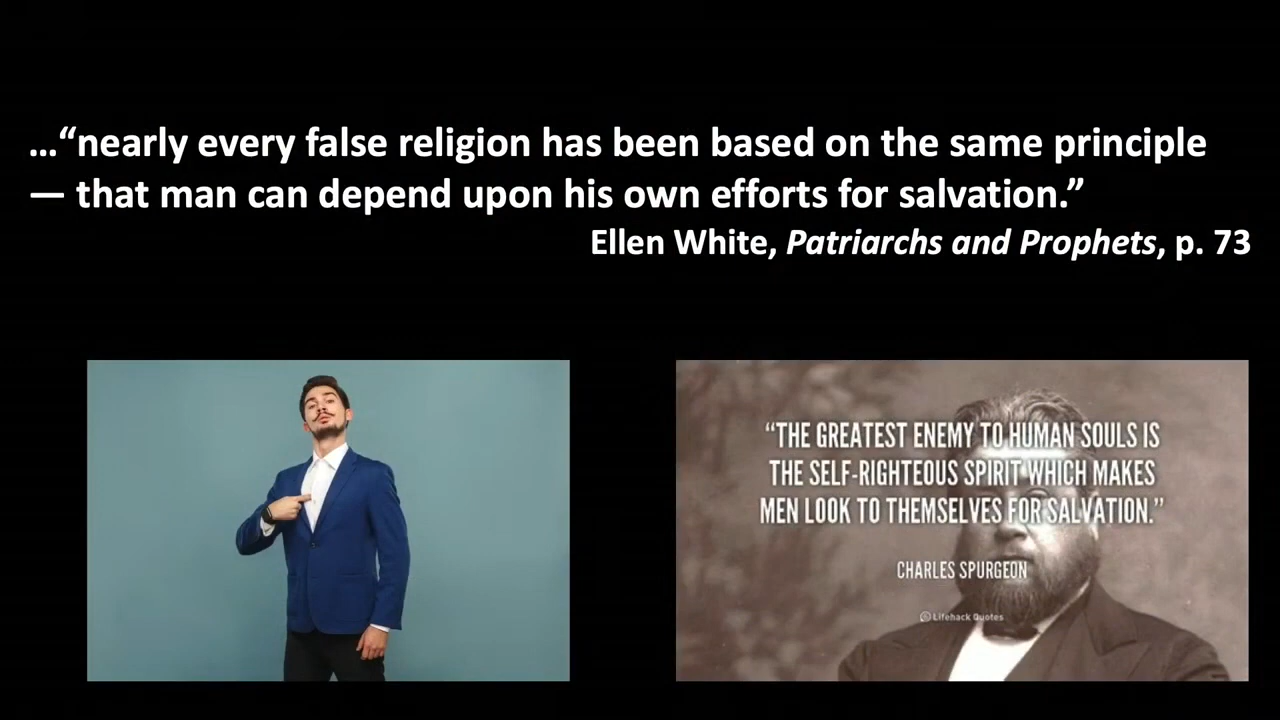 …“nearly every false religion has been based on the same principle
— that man can depend upon his own efforts for salvation.”
Ellen White, Patriarchs and Prophets, p. 73
“THE GREATEST ENEMY TO HUMAN SOULS IS
THE SELF-RIGHTEOUS SPIRIT WHICH MAKES
MEN LOOK TO THEMSELVES FOR SALVATION.”
CHARLES SPURGEON
Lifehack Quotes